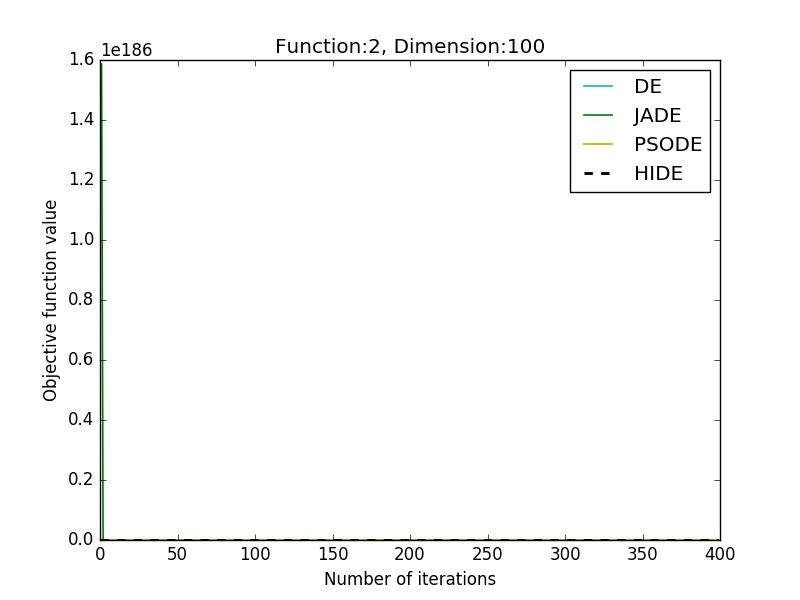 Function:2, Dimension:100
1e186
1.6
1.4
1.2
1.0
0.8
0.6
0.4
0.2
0.0
Objective function value
DE
JADE
PSODE
HIDE
0 50 100 150 200 250 300 350 400
Number of iterations